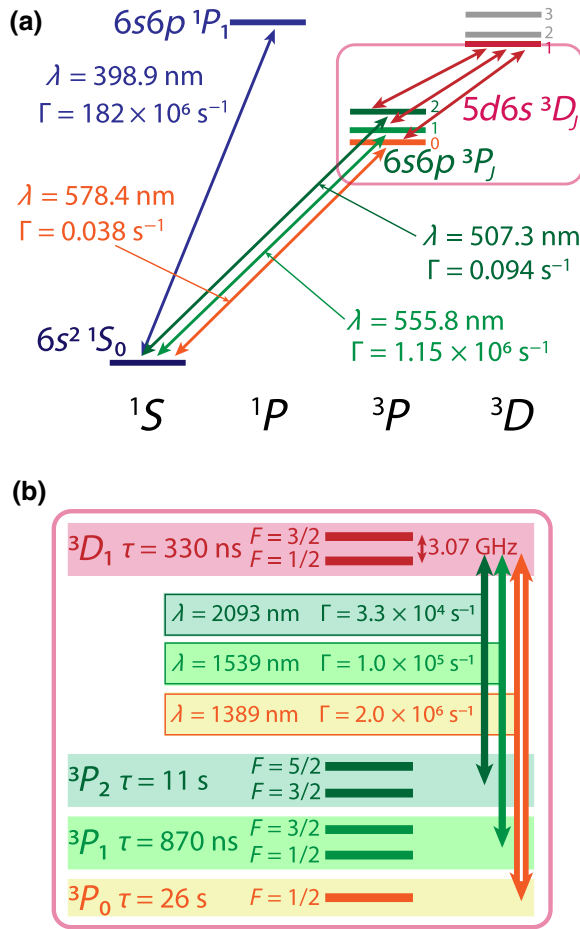 (a)
6s6p ¹P₁
3
2
1
λ = 398.9 nm
Γ = 182 × 10⁶ s⁻¹
5d6s ³D_J
2
1
0
6s6p ³P_J
λ = 578.4 nm
Γ = 0.038 s⁻¹
λ = 507.3 nm
Γ = 0.094 s⁻¹
λ = 555.8 nm
Γ = 1.15 × 10⁶ s⁻¹
6s² ¹S₀
¹S ¹P ³P ³D
(b)
³D₁ τ = 330 ns
F = 3/2
F = 1/2
3.07 GHz
λ = 2093 nm Γ = 3.3 × 10⁴ s⁻¹
λ = 1539 nm Γ = 1.0 × 10⁵ s⁻¹
λ = 1389 nm Γ = 2.0 × 10⁶ s⁻¹
³P₂ τ = 11 s
F = 5/2
F = 3/2
³P₁ τ = 870 ns
F = 3/2
F = 1/2
³P₀ τ = 26 s
F = 1/2